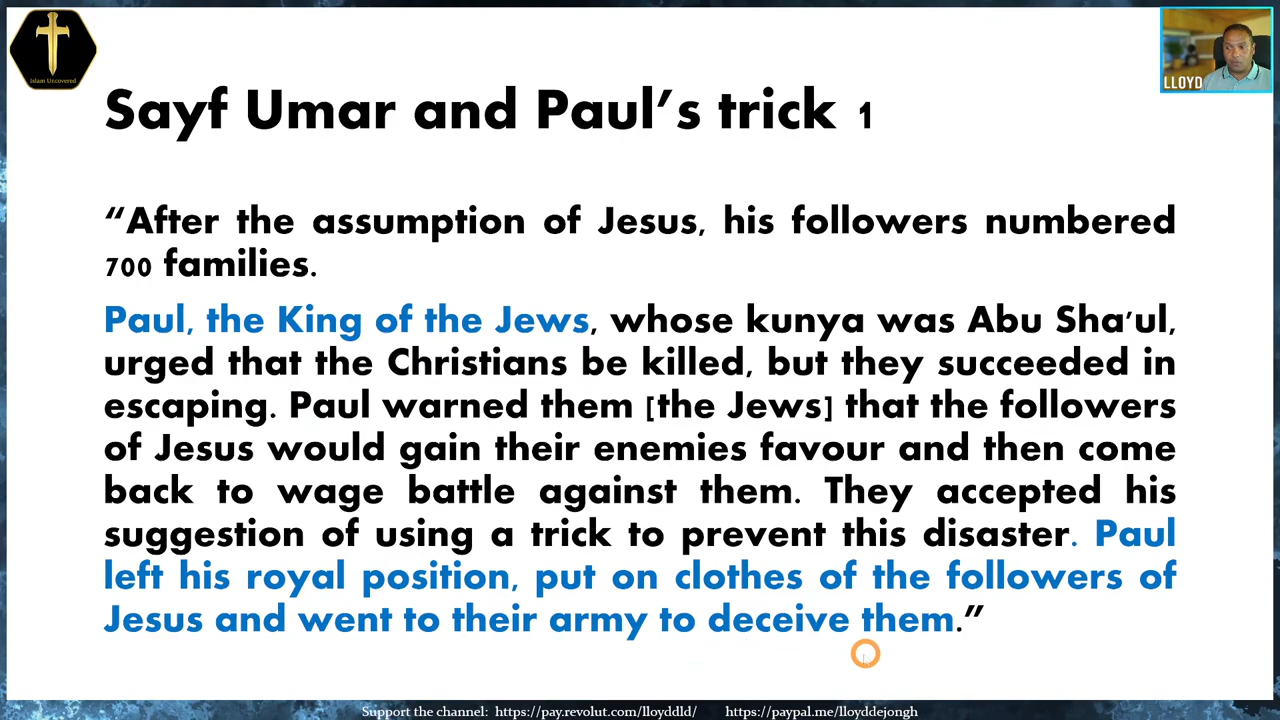 Islam Uncovered
LLOYD
Sayf Umar and Paul’s trick 1
“After the assumption of Jesus, his followers numbered
700 families.
Paul, the King of the Jews, whose kunya was Abu Sha'ul,
urged that the Christians be killed, but they succeeded in
escaping. Paul warned them [the Jews] that the followers
of Jesus would gain their enemies favour and then come
back to wage battle against them. They accepted his
suggestion of using a trick to prevent this disaster. Paul
left his royal position, put on clothes of the followers of
Jesus and went to their army to deceive them.”
Support the channel: https://pay.revolut.com/lloyddld/ https://paypal.me/lloyddejongh